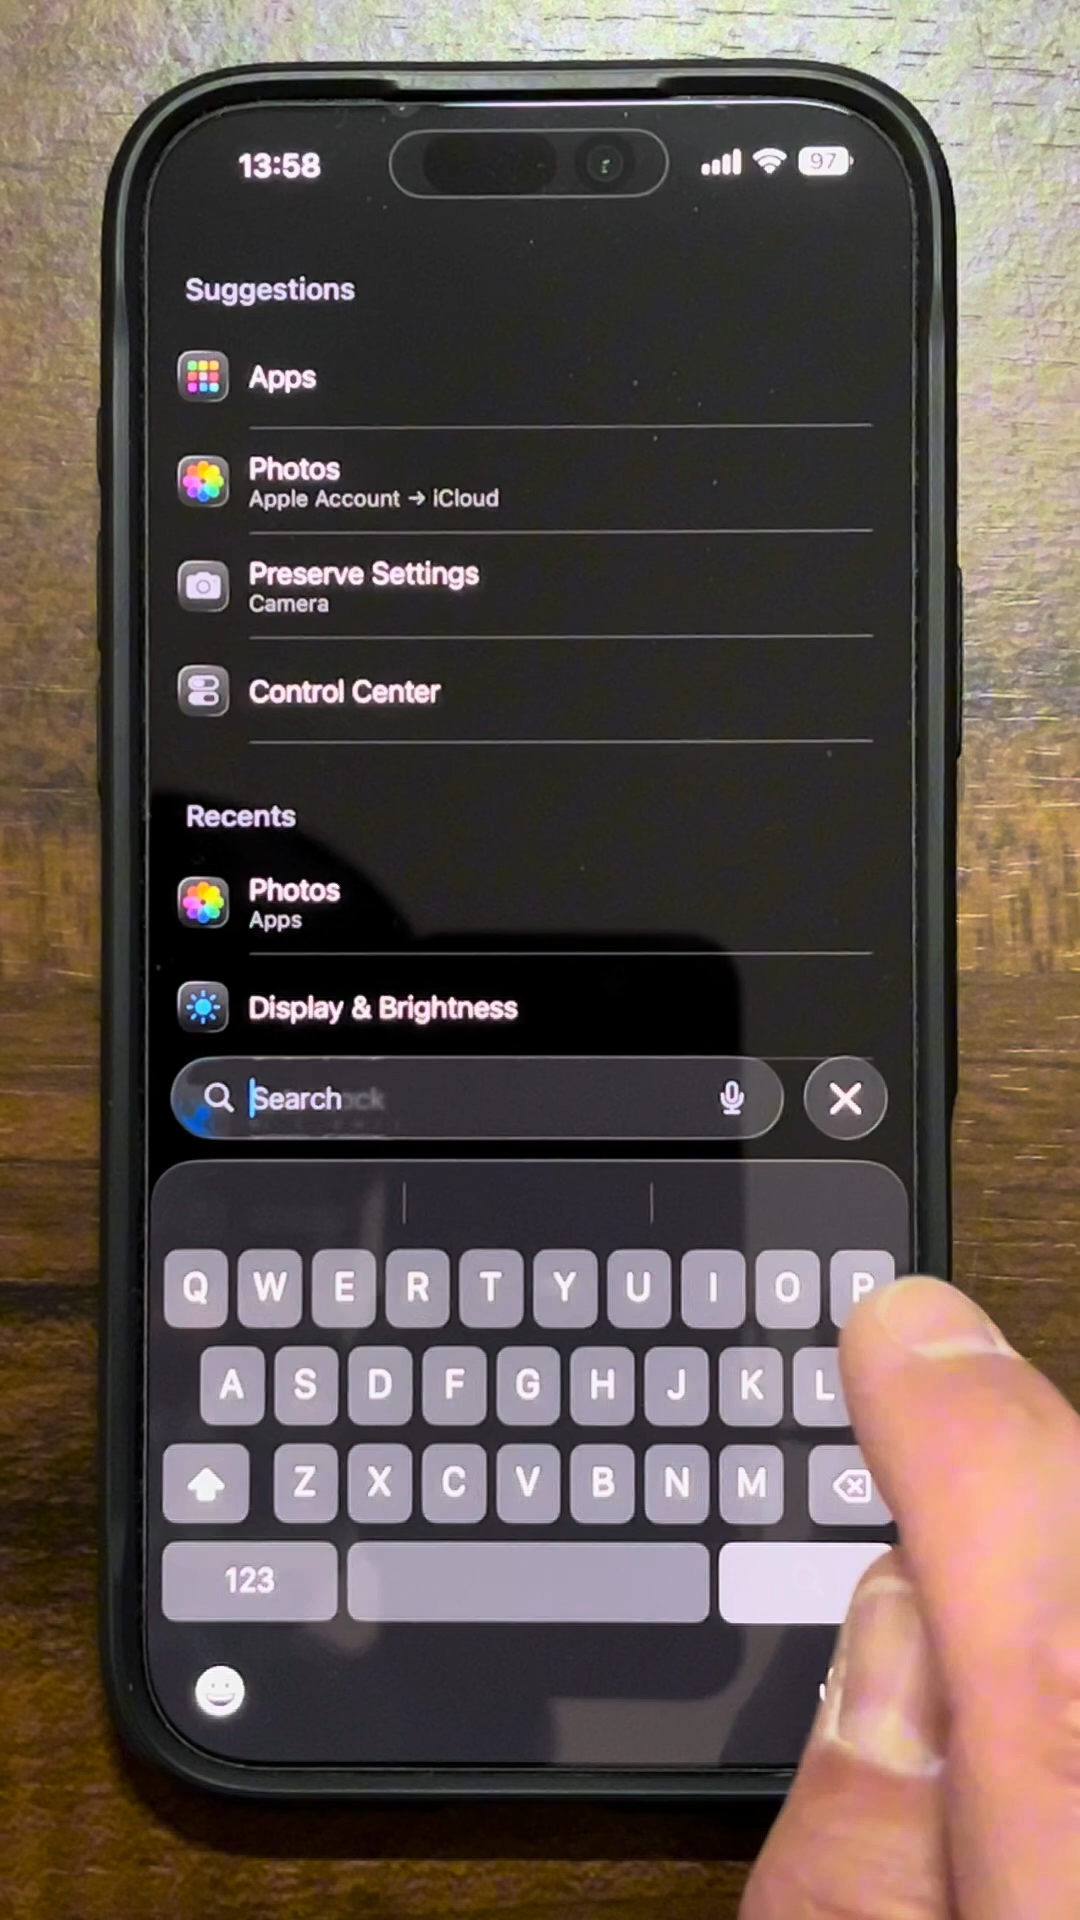 13:58
97
Suggestions
Apps
Photos
Apple Account → iCloud
Preserve Settings
Camera
Control Center
Recents
Photos
Apps
Display & Brightness
Search
Q W E R T Y U I O P
A S D F G H J K L
Z X C V B N M
123